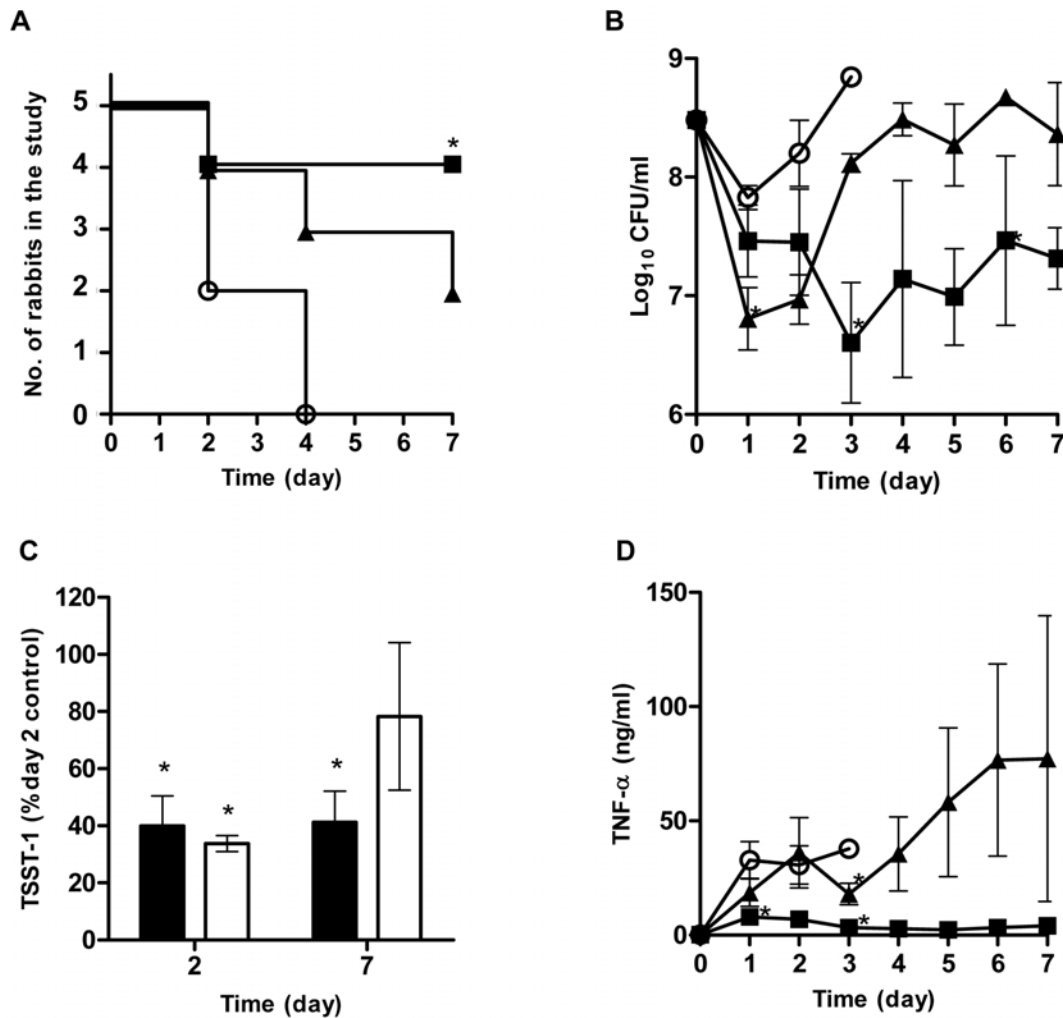 A
No. of rabbits in the study
5
4
3
2
1
0
*
0 1 2 3 4 5 6 7
Time (day)
B
Log10 CFU/ml
9
8
7
6
* * *
0 1 2 3 4 5 6 7
Time (day)
C
TSST-1 (%day 2 control)
120
100
80
60
40
20
0
* * *
2 7
Time (day)
D
TNF-α (ng/ml)
150
100
50
0
* * *
0 1 2 3 4 5 6 7
Time (day)